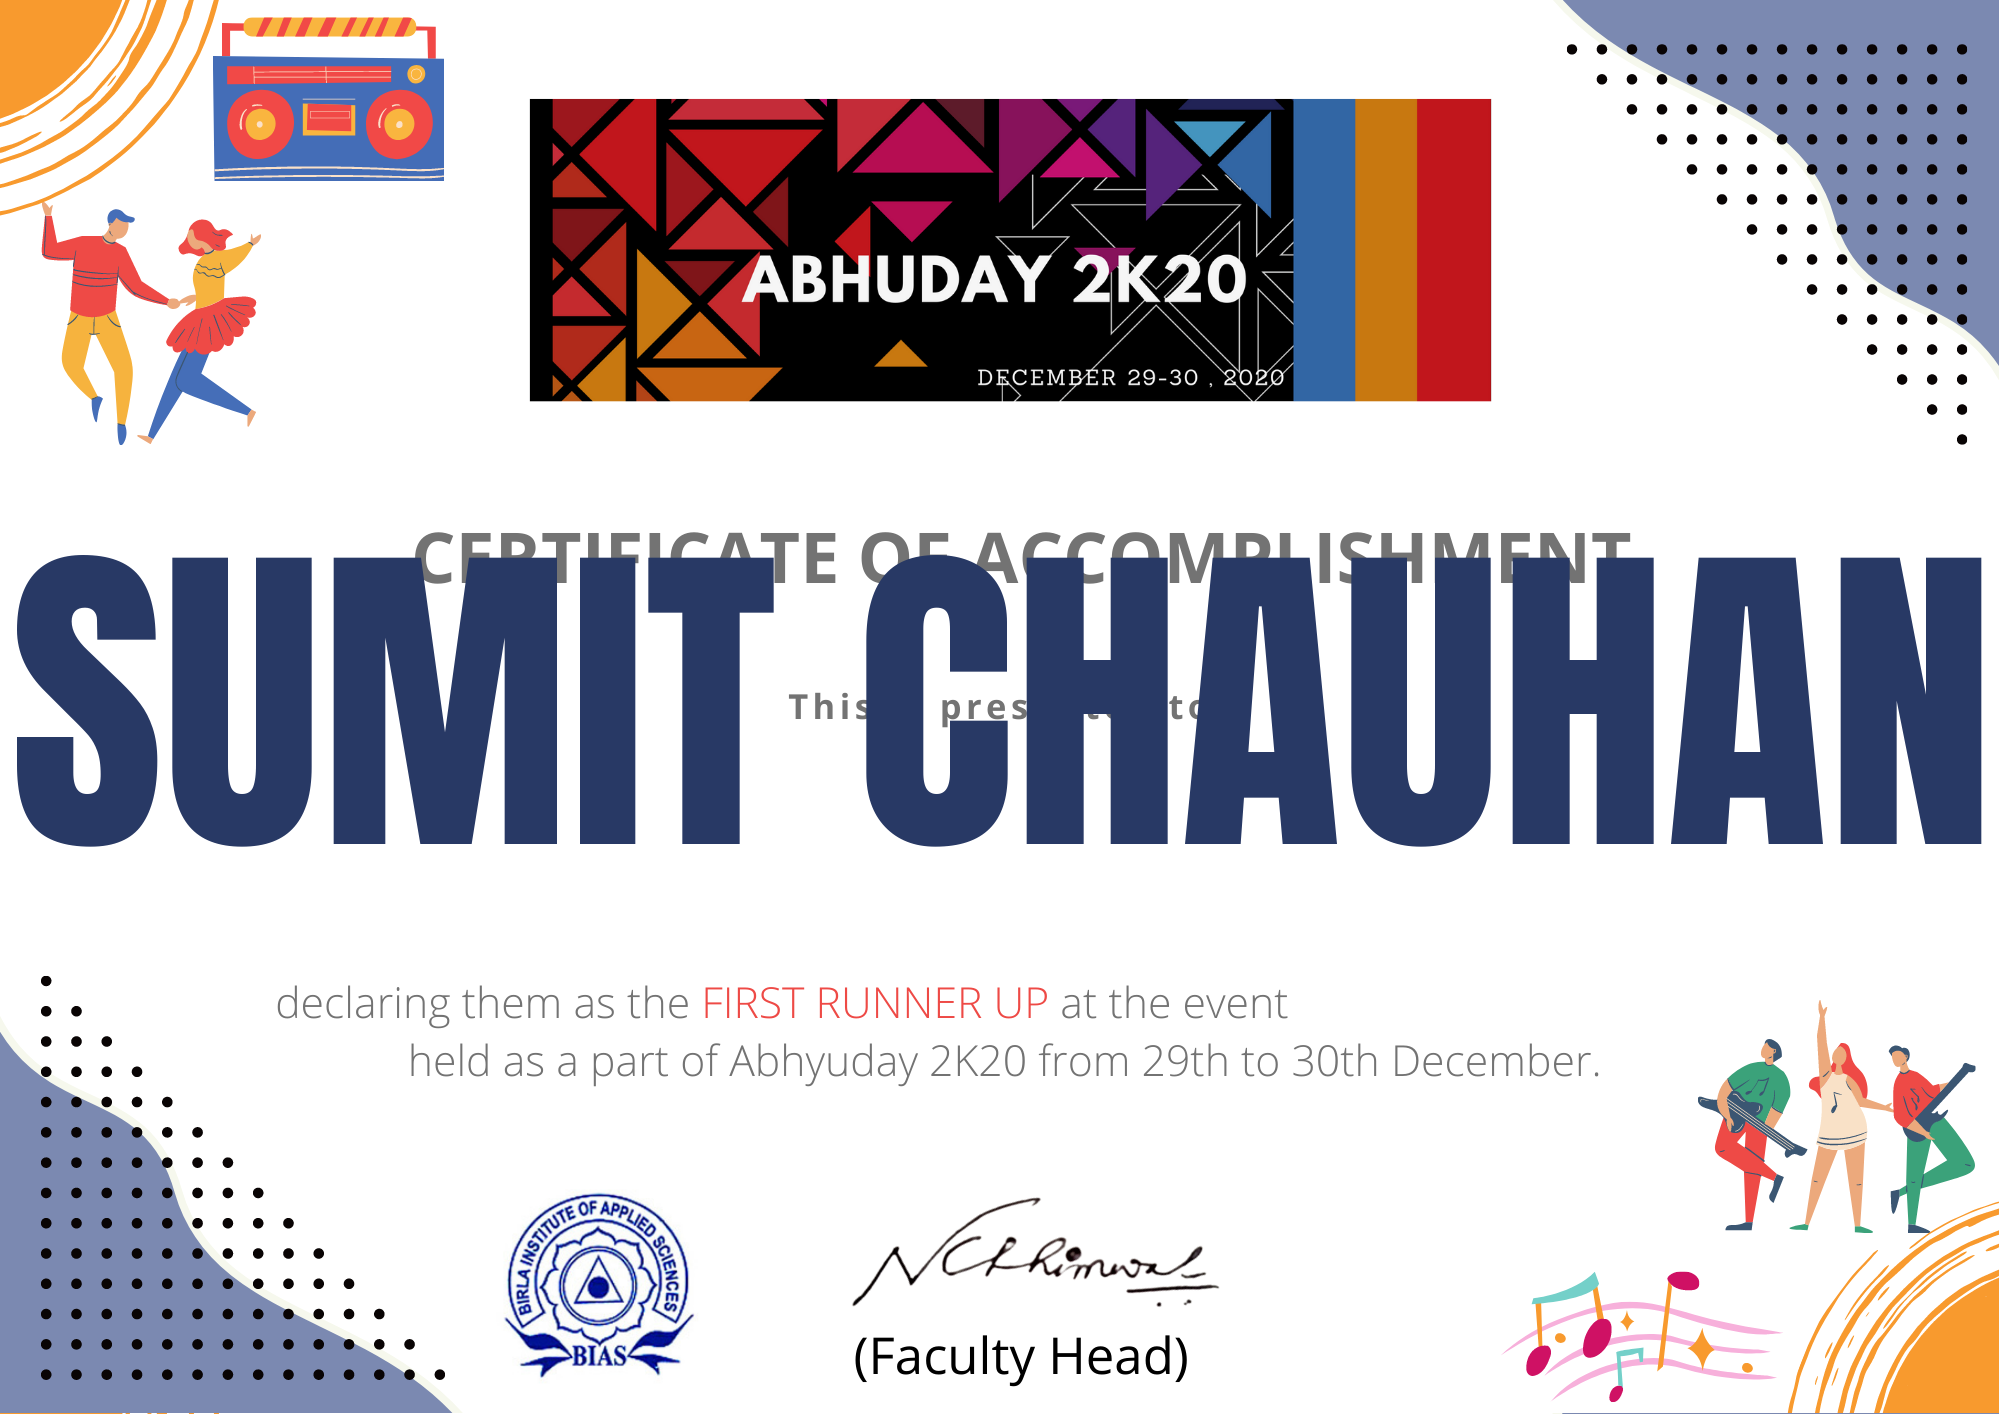 ABHUDAY 2K20
DECEMBER 29-30 , 2020
CERTIFICATE OF ACCOMPLISHMENT
This presented to
SUMIT CHAUHAN
declaring them as the FIRST RUNNER UP at the event
held as a part of Abhyuday 2K20 from 29th to 30th December.
BIRLA INSTITUTE OF APPLIED SCIENCES
BIAS
(Faculty Head)